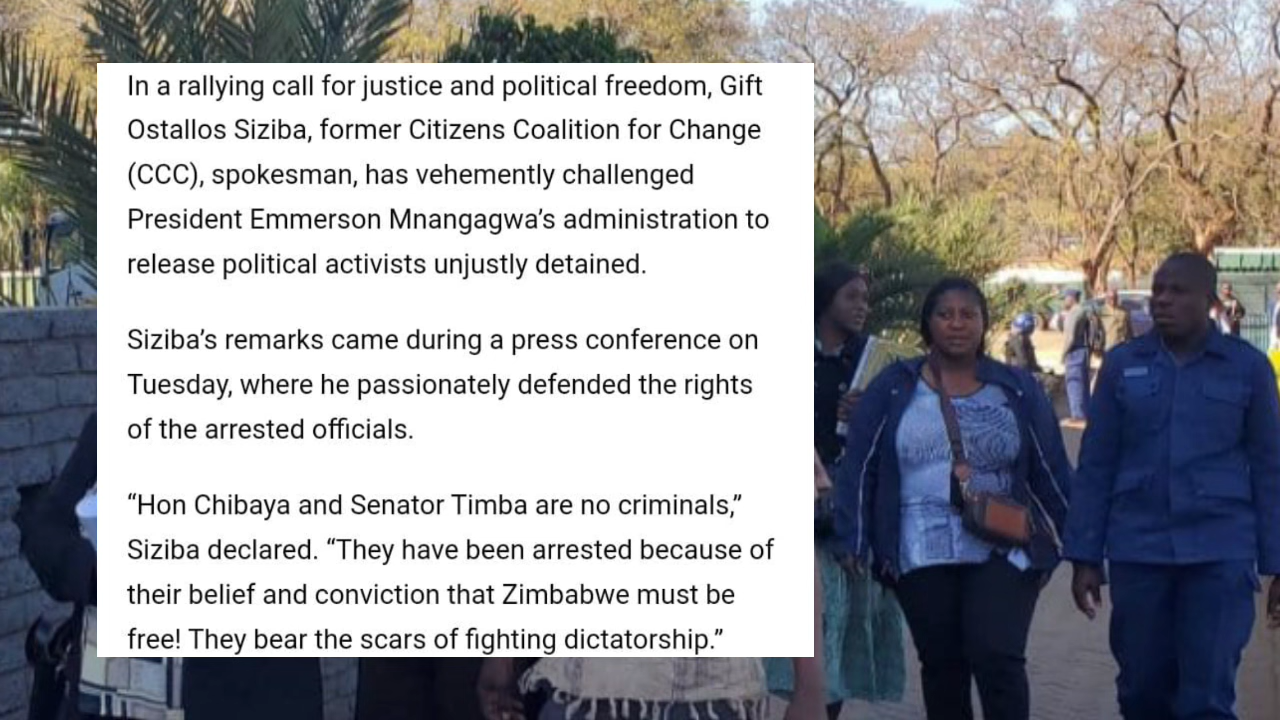 In a rallying call for justice and political freedom, Gift
Ostallos Siziba, former Citizens Coalition for Change
(CCC), spokesman, has vehemently challenged
President Emmerson Mnangagwa’s administration to
release political activists unjustly detained.
Siziba’s remarks came during a press conference on
Tuesday, where he passionately defended the rights
of the arrested officials.
“Hon Chibaya and Senator Timba are no criminals,”
Siziba declared. “They have been arrested because of
their belief and conviction that Zimbabwe must be
free! They bear the scars of fighting dictatorship.”